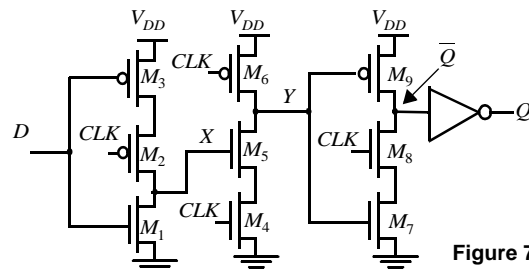 V_DD V_DD V_DD
CLK M_6 M_9 Q̅
M_3
D Y Q
CLK M_2 X M_5 CLK M_8
CLK
M_1 M_4 M_7
Figure 7